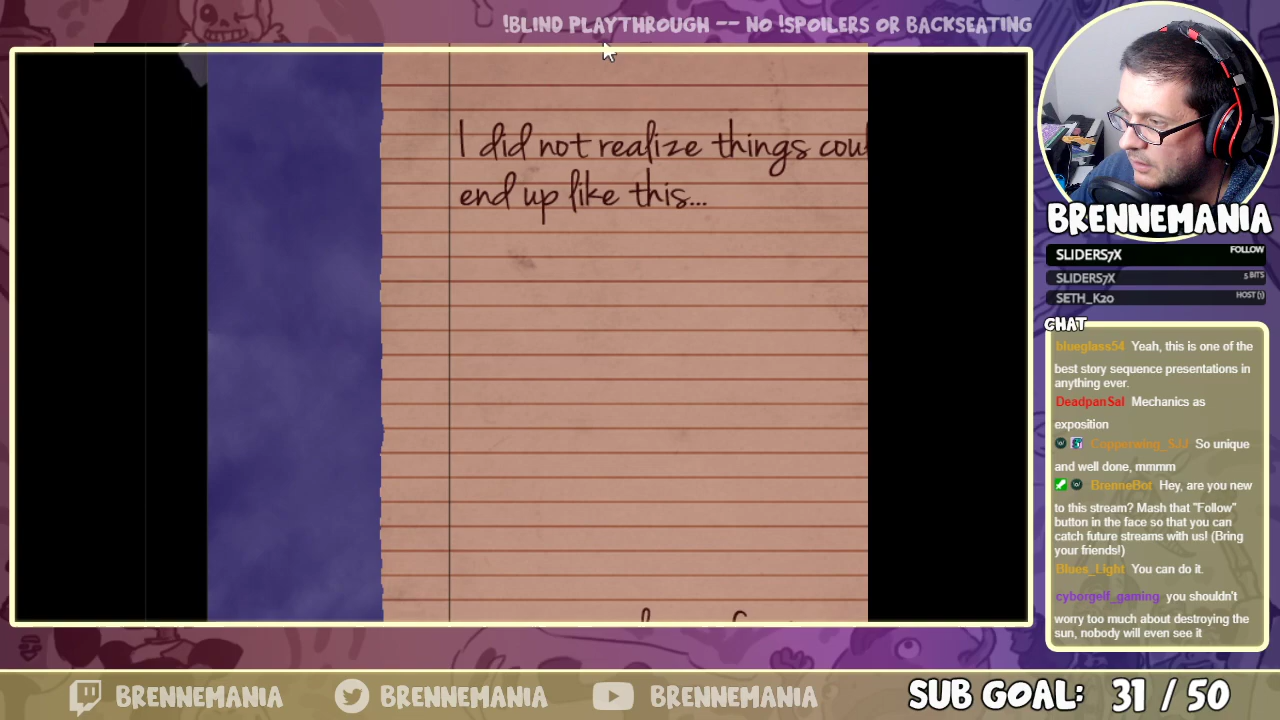 !BLIND PLAYTHROUGH -- NO !SPOILERS OR BACKSEATING
I did not realize things
end up like this...
BRENNEMANIA
SLIDERS7X FOLLOW
SLIDERS7X 5 BITS
SETH_K20 HOST (1)
CHAT
blueglass54 Yeah, this is one of the
best story sequence presentations in
anything ever.
DeadpanSal Mechanics as
exposition
Copperwing_SJJ So unique
and well done, mmmm
BrenneBot Hey, are you new
to this stream? Mash that "Follow"
button in the face so that you can
catch future streams with us! (Bring
your friends!)
Blues_Light You can do it.
cyborgelf_gaming you shouldn't
worry too much about destroying the
sun, nobody will even see it
BRENNEMANIA BRENNEMANIA BRENNEMANIA SUB GOAL: 31 / 50